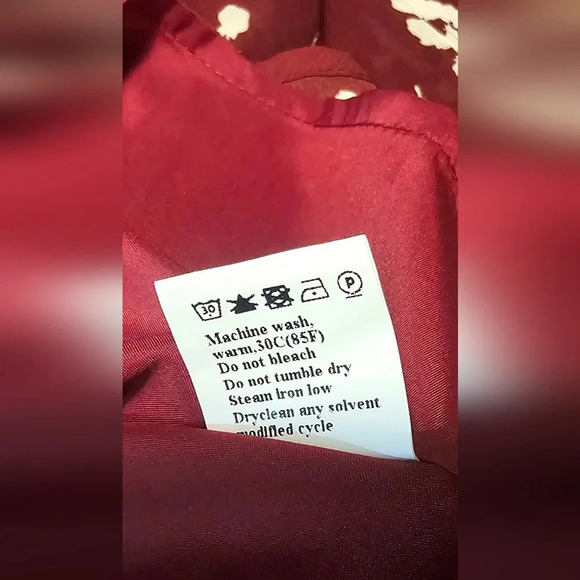 30 P
Machine wash,
warm,30C(85F)
Do not bleach
Do not tumble dry
Steam iron low
Dryclean any solvent
modified cycle